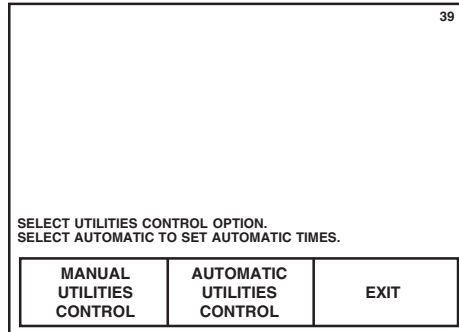 39
SELECT UTILITIES CONTROL OPTION.
SELECT AUTOMATIC TO SET AUTOMATIC TIMES.
MANUAL
UTILITIES
CONTROL
AUTOMATIC
UTILITIES
CONTROL
EXIT